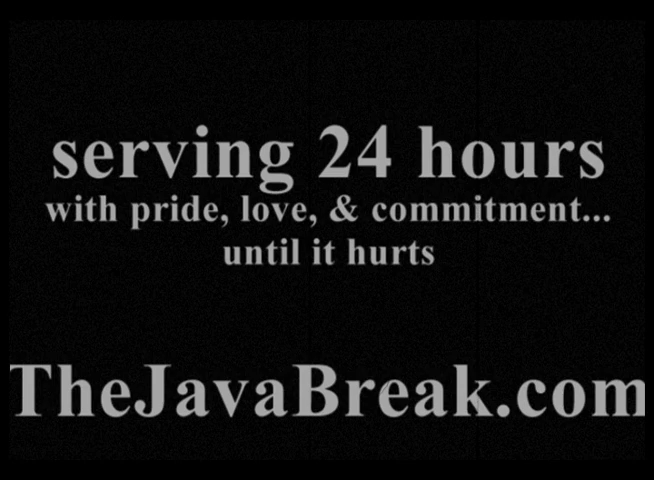 serving 24 hours
with pride, love, & commitment...
until it hurts
TheJavaBreak.com